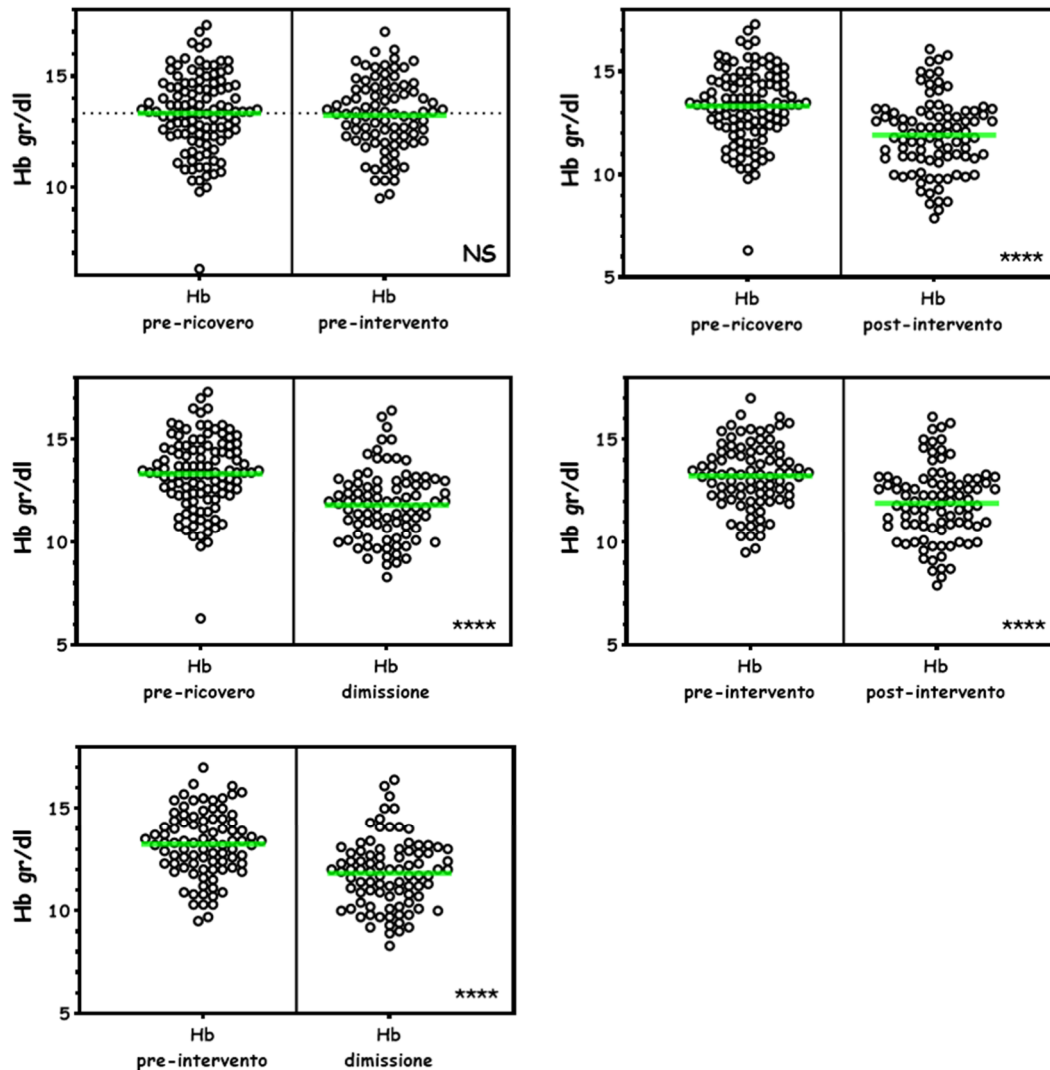 Hb gr/dl
15
10
NS
Hb
pre-ricovero
Hb
pre-intervento
Hb gr/dl
15
10
5
****
Hb
pre-ricovero
Hb
post-intervento
Hb gr/dl
15
10
5
****
Hb
pre-ricovero
Hb
dimissione
Hb gr/dl
15
10
5
****
Hb
pre-intervento
Hb
post-intervento
Hb gr/dl
15
10
5
****
Hb
pre-intervento
Hb
dimissione